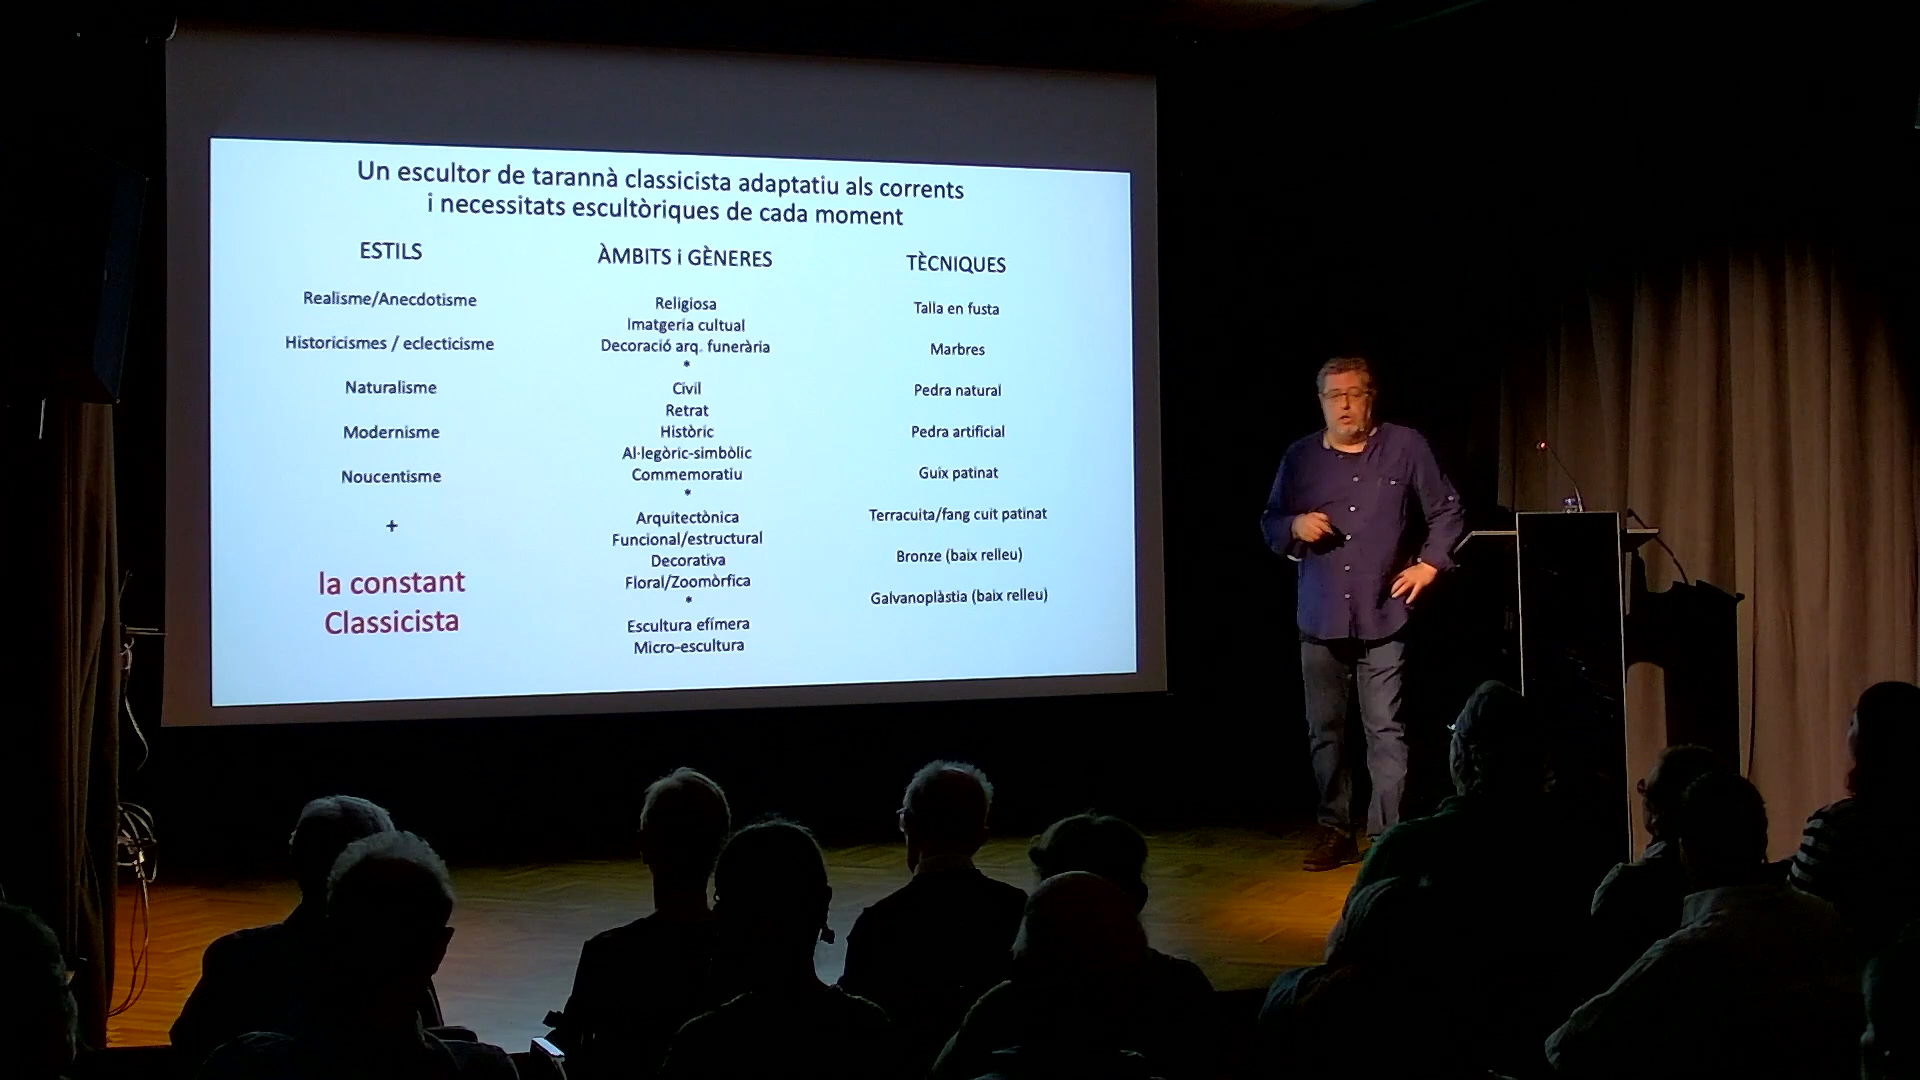 Un escultor de tarannà classicista adaptatiu als corrents
i necessitats escultòriques de cada moment
ESTILS
Realisme/Anecdotisme
Historicismes / eclecticisme
Naturalisme
Modernisme
Noucentisme
+
la constant
Classicista
ÀMBITS i GÈNERES
Religiosa
Imatgeria cultual
Decoració arq. funerària
*
Civil
Retrat
Històric
Al·legòric-simbòlic
Commemoratiu
*
Arquitectònica
Funcional/estructural
Decorativa
Floral/Zoomòrfica
*
Escultura efímera
Micro-escultura
TÈCNIQUES
Talla en fusta
Marbres
Pedra natural
Pedra artificial
Guix patinat
Terracuita/fang cuit patinat
Bronze (baix relleu)
Galvanoplàstia (baix relleu)